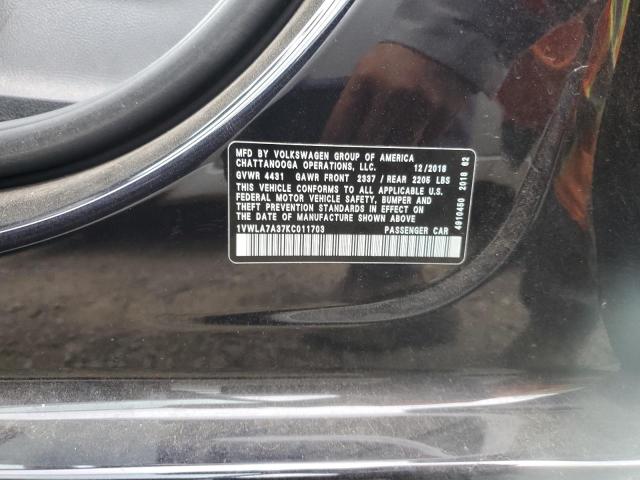 MFD BY VOLKSWAGEN GROUP OF AMERICA
CHATTANOOGA OPERATIONS, LLC. 12/2018
GVWR 4431 GAWR FRONT 2337 / REAR 2205 LBS
THIS VEHICLE CONFORMS TO ALL APPLICABLE U.S.
FEDERAL MOTOR VEHICLE SAFETY, BUMPER AND
THEFT PREVENTION STANDARDS IN EFFECT ON
THE DATE OF MANUFACTURE SHOWN ABOVE.
1VWLA7A37KC011703 PASSENGER CAR
4910460 2018 62